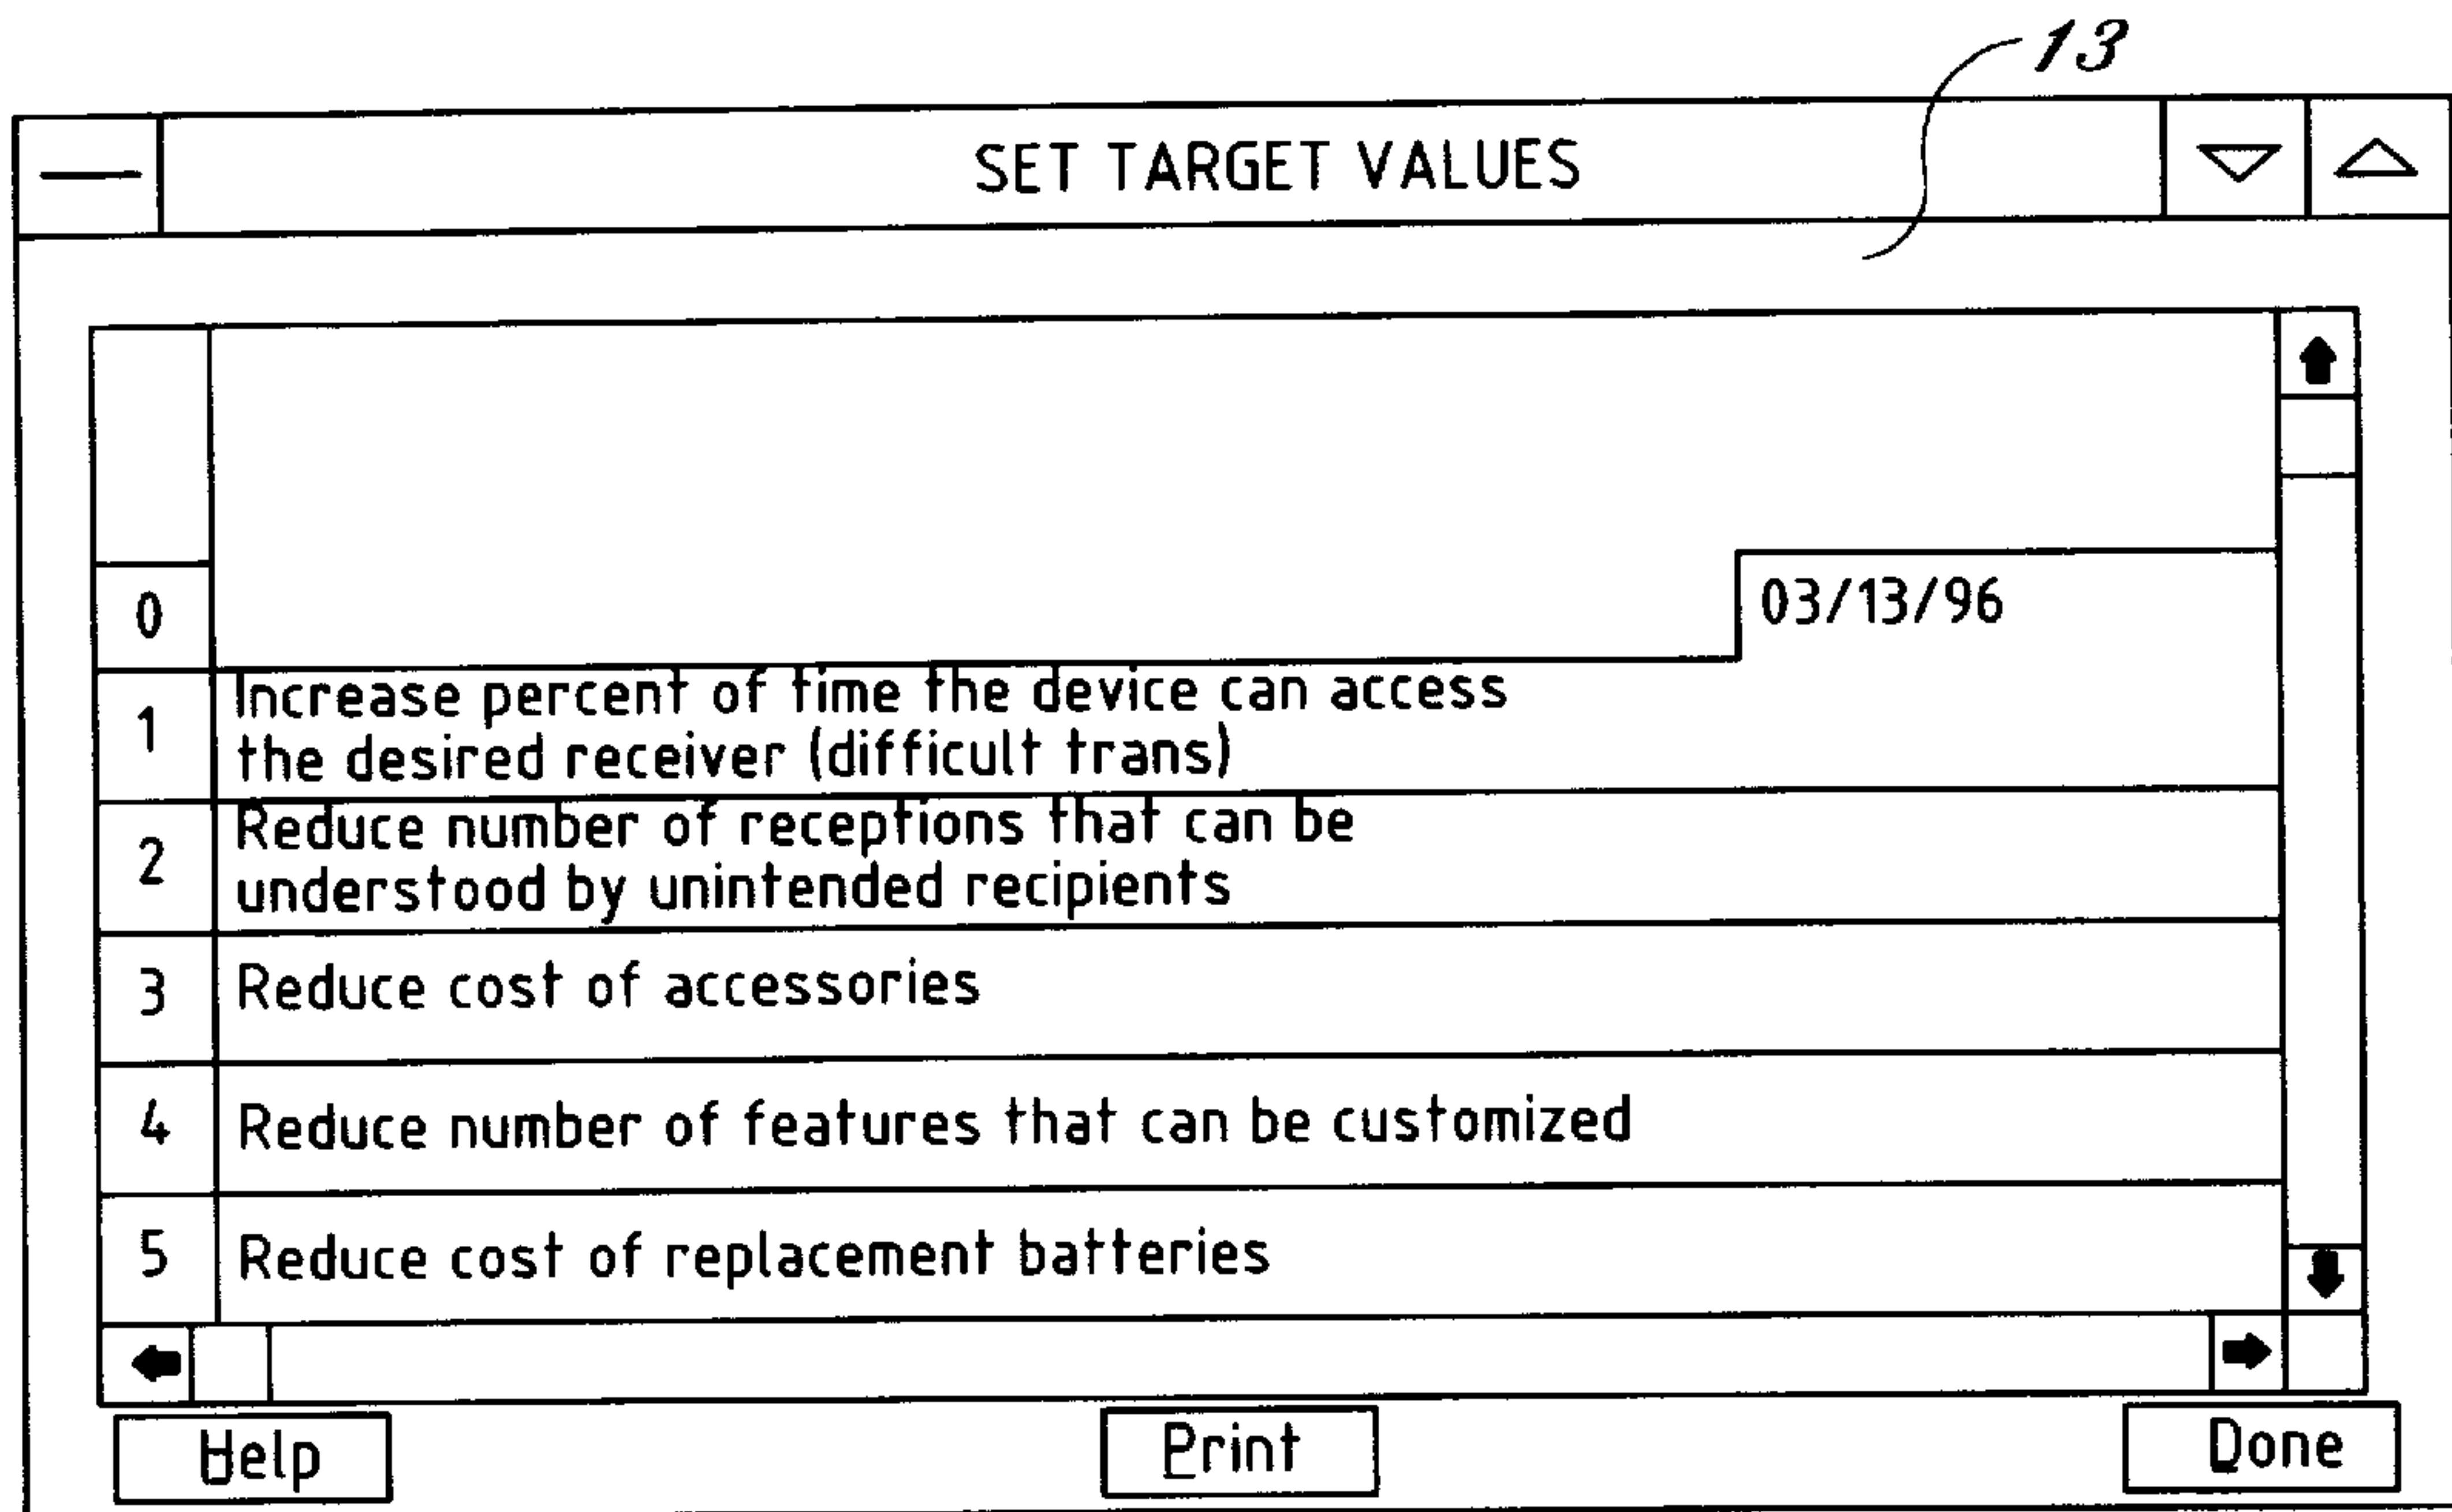 13
SET TARGET VALUES
0
03/13/96
1
Increase percent of time the device can access
the desired receiver (difficult trans)
2
Reduce number of receptions that can be
understood by unintended recipients
3
Reduce cost of accessories
4
Reduce number of features that can be customized
5
Reduce cost of replacement batteries
Help
Print
Done